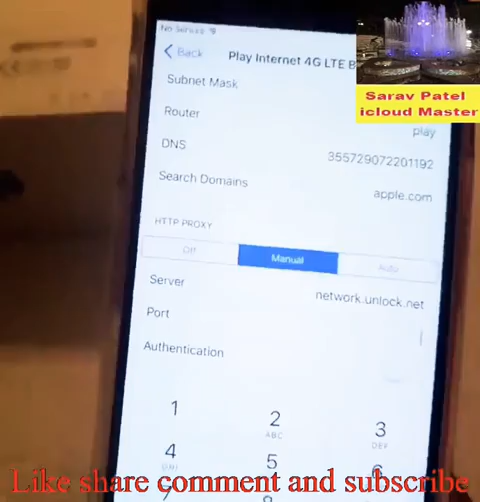 No Service
Back
Play Internet 4G LTE B
Sarav Patel
icloud Master
Subnet Mask
Router
play
DNS
355729072201192
Search Domains
apple.com
HTTP PROXY
Off
Manual
Auto
Server
network.unlock.net
Port
Authentication
1
2
ABC
3
DEF
4
GHI
5
6
Like share comment and subscribe